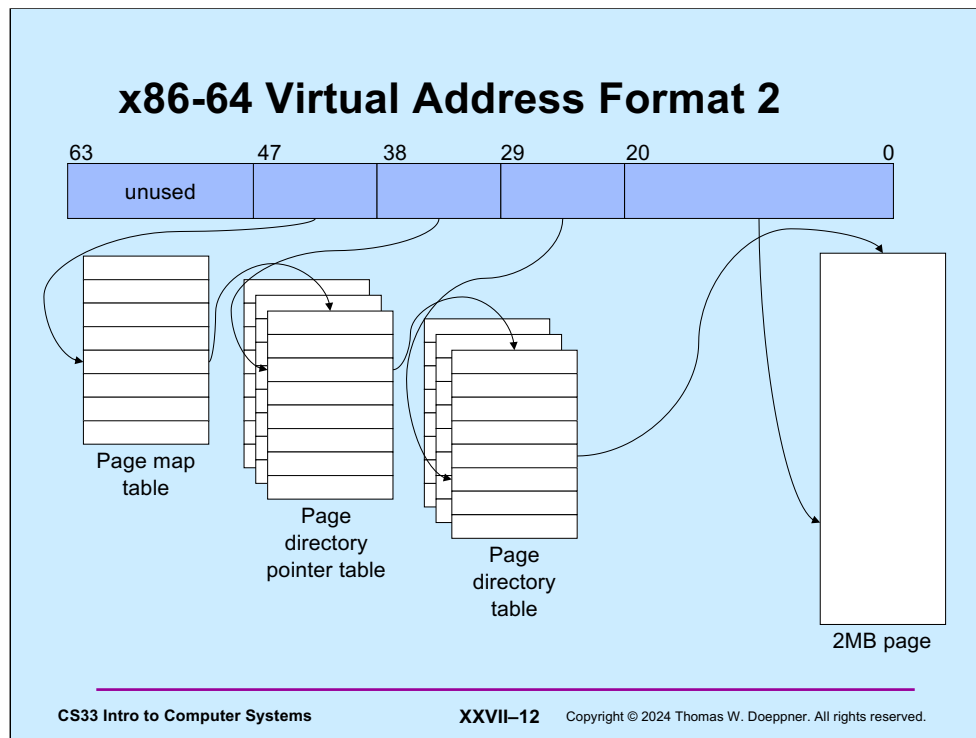 x86-64 Virtual Address Format 2
63 47 38 29 20 0
unused
Page map
table
Page
directory
pointer table
Page
directory
table
2MB page
CS33 Intro to Computer Systems XXVII–12 Copyright © 2024 Thomas W. Doeppner. All rights reserved.